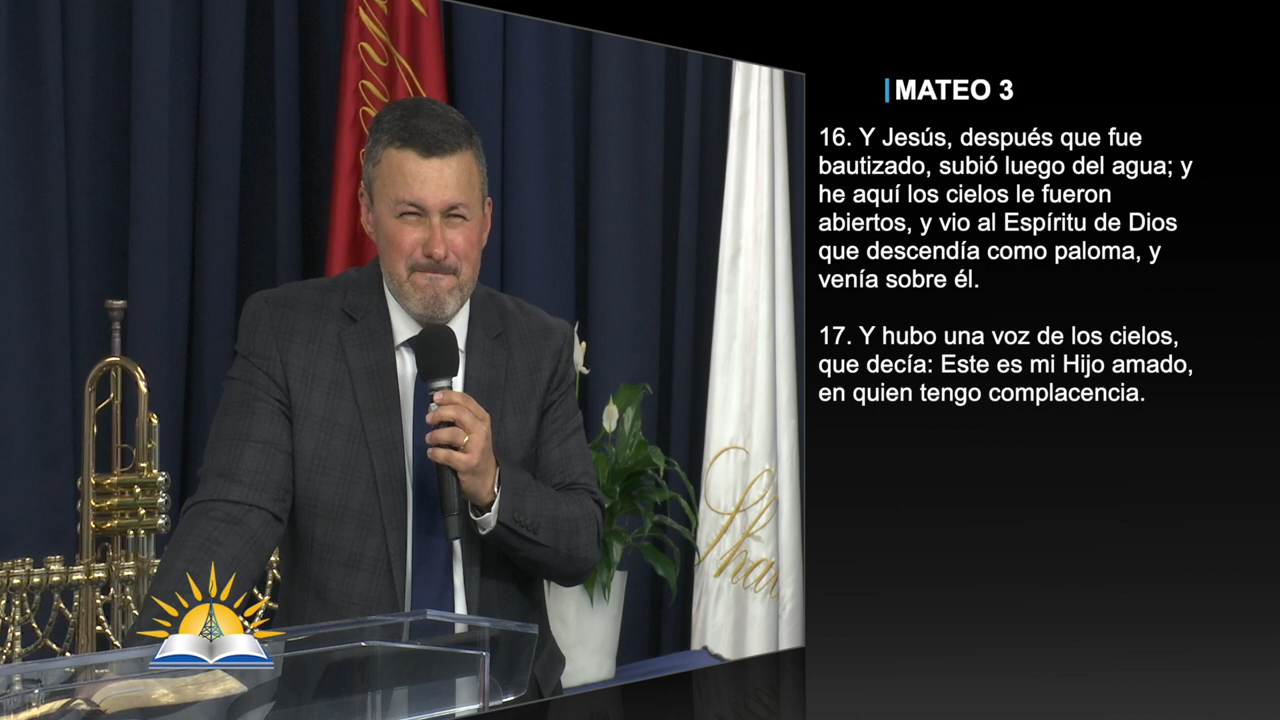 MATEO 3
16. Y Jesús, después que fue
bautizado, subió luego del agua; y
he aquí los cielos le fueron
abiertos, y vio al Espíritu de Dios
que descendía como paloma, y
venía sobre él.
17. Y hubo una voz de los cielos,
que decía: Este es mi Hijo amado,
en quien tengo complacencia.